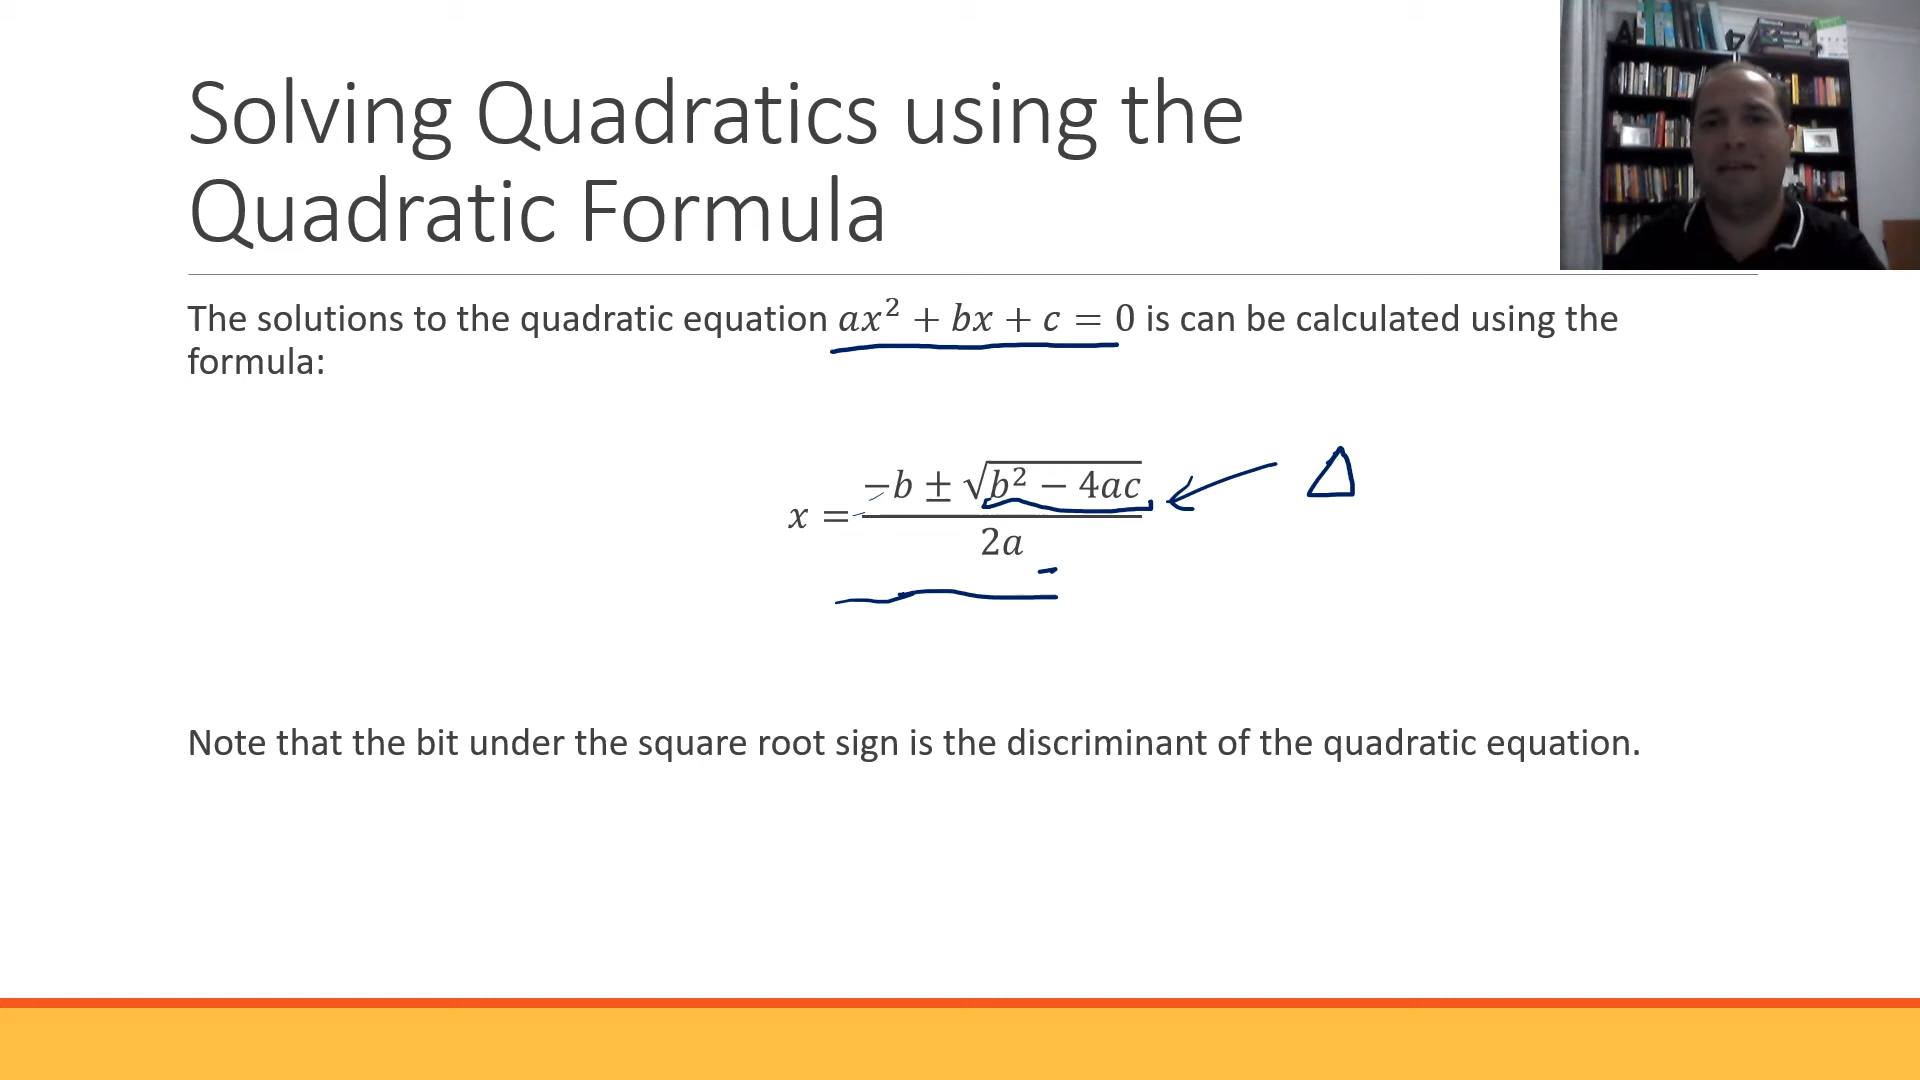 Solving Quadratics using the
Quadratic Formula
The solutions to the quadratic equation 𝑎𝑥² + 𝑏𝑥 + 𝑐 = 0 is can be calculated using the
formula:
𝑥 = (−𝑏 ± √(𝑏² − 4𝑎𝑐)) / 2𝑎
Δ
Note that the bit under the square root sign is the discriminant of the quadratic equation.